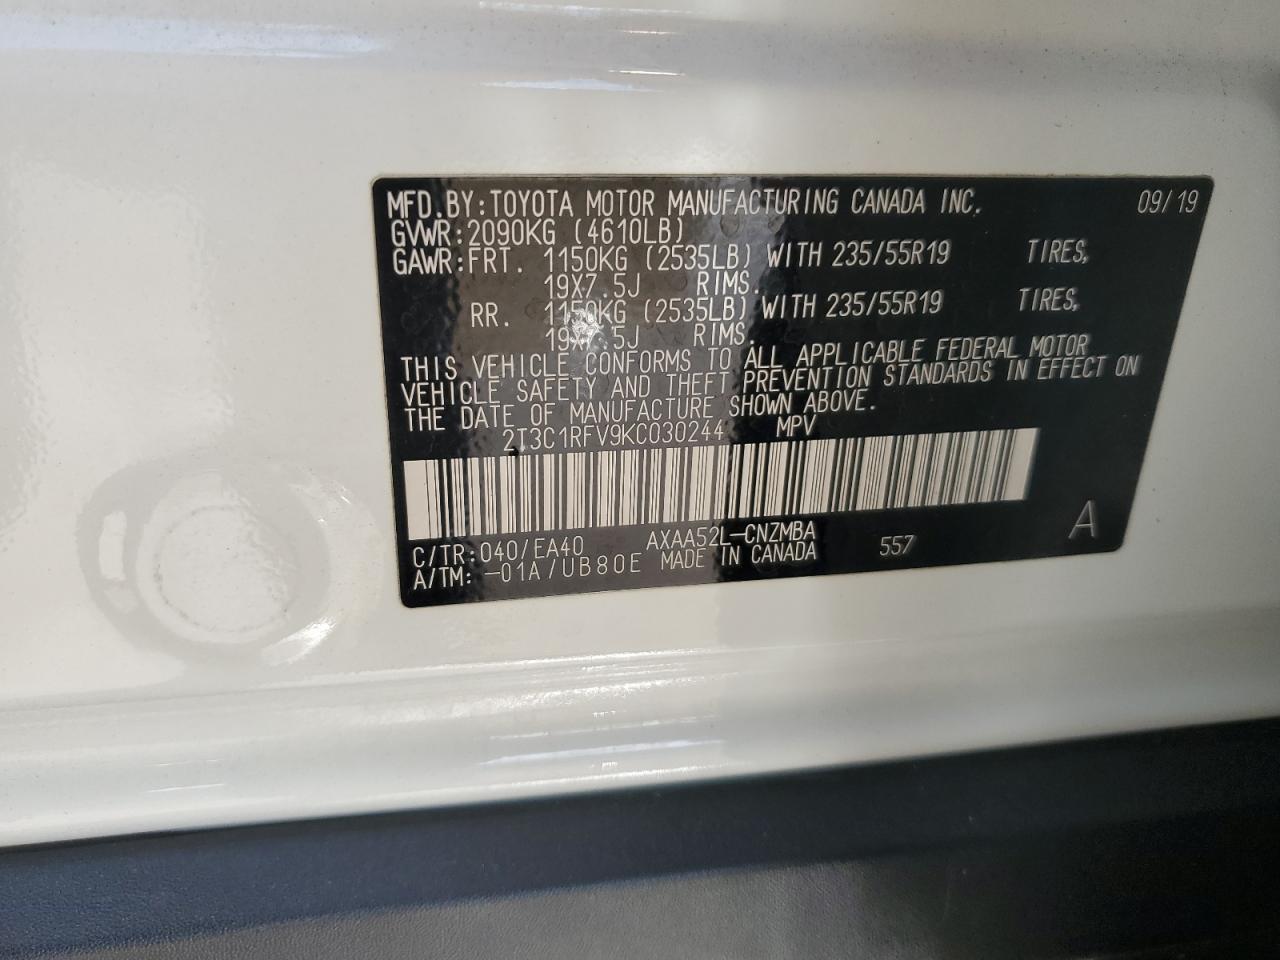 MFD.BY:TOYOTA MOTOR MANUFACTURING CANADA INC. 09/19
GVWR:2090KG (4610LB)
GAWR:FRT. 1150KG (2535LB) WITH 235/55R19 TIRES,
19X7.5J RIMS.
RR. 1150KG (2535LB) WITH 235/55R19 TIRES,
19X7.5J RIMS.
THIS VEHICLE CONFORMS TO ALL APPLICABLE FEDERAL MOTOR
VEHICLE SAFETY AND THEFT PREVENTION STANDARDS IN EFFECT ON
THE DATE OF MANUFACTURE SHOWN ABOVE.
2T3C1RFV9KC030244 MPV
C/TR:040/EA40 AXAA52L-CNZMBA 557 A
A/TM: -01A/UB80E MADE IN CANADA